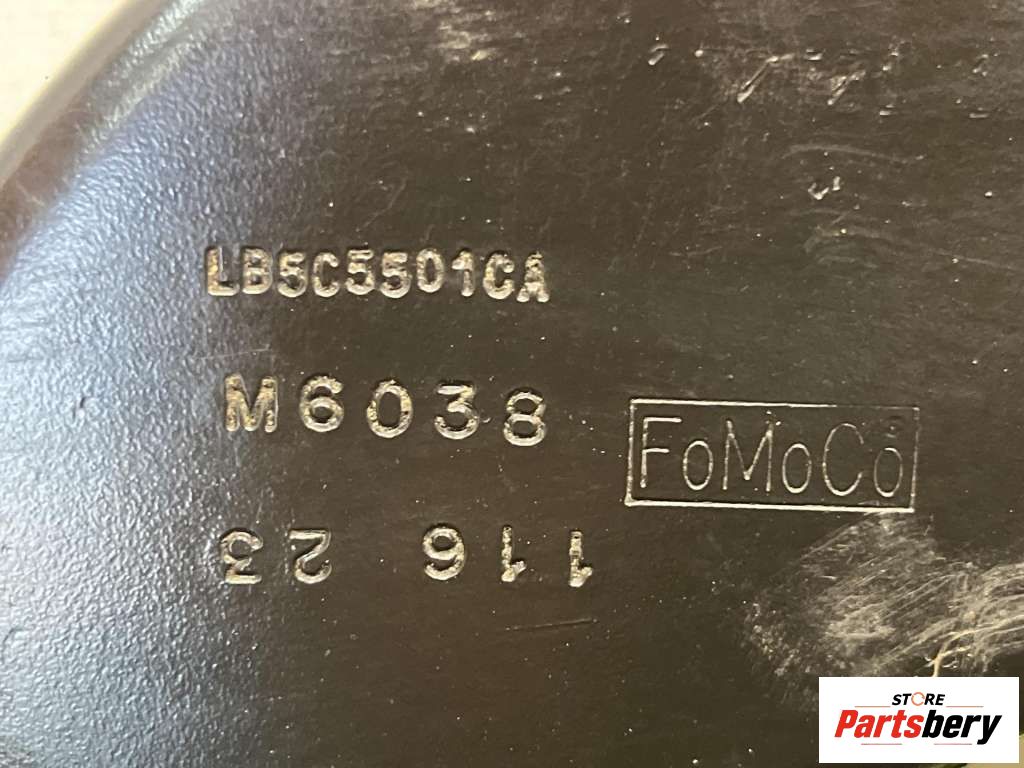 LB5C5501CA
M6038
FoMoCo
116 23
STORE
Partsbery